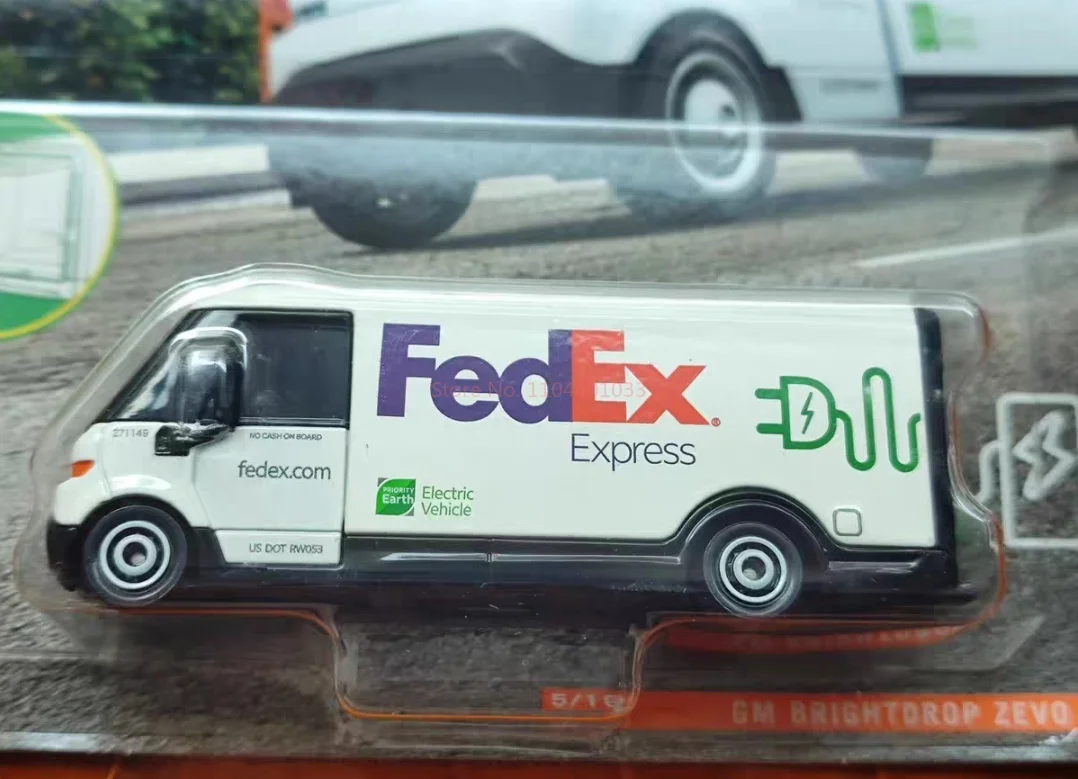 FedEx®
Express
271149
NO CASH ON BOARD
fedex.com
PRIORITY
Earth
Electric
Vehicle
US DOT RW053
GM BRIGHTDROP ZEVO